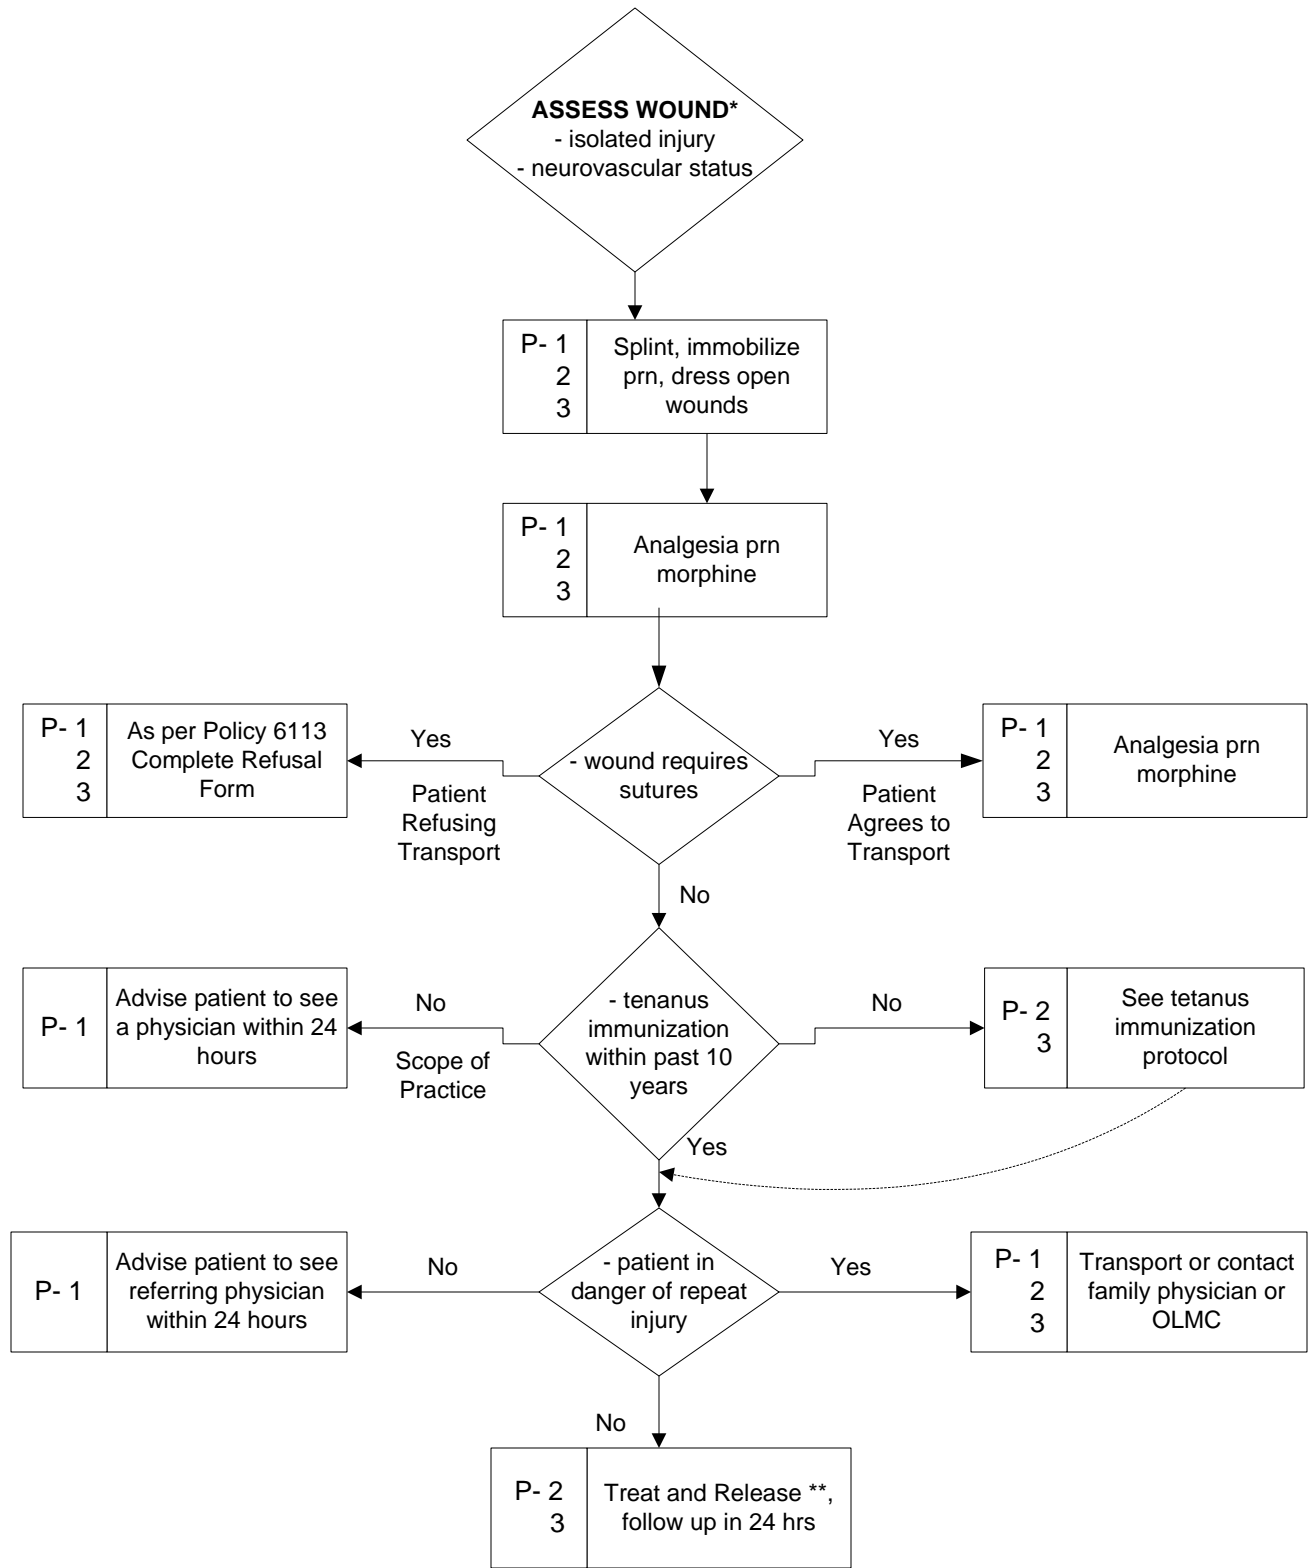 ASSESS WOUND*
- isolated injury
- neurovascular status
P- 1
2
3
Splint, immobilize
prn, dress open
wounds
P- 1
2
3
Analgesia prn
morphine
P- 1
2
3
As per Policy 6113
Complete Refusal
Form
Yes
Patient
Refusing
Transport
- wound requires
sutures
Yes
Patient
Agrees to
Transport
P- 1
2
3
Analgesia prn
morphine
No
P- 1
Advise patient to see
a physician within 24
hours
No
Scope of
Practice
- tenanus
immunization
within past 10
years
No
P- 2
3
See tetanus
immunization
protocol
Yes
P- 1
Advise patient to see
referring physician
within 24 hours
No
- patient in
danger of repeat
injury
Yes
P- 1
2
3
Transport or contact
family physician or
OLMC
No
P- 2
3
Treat and Release **,
follow up in 24 hrs